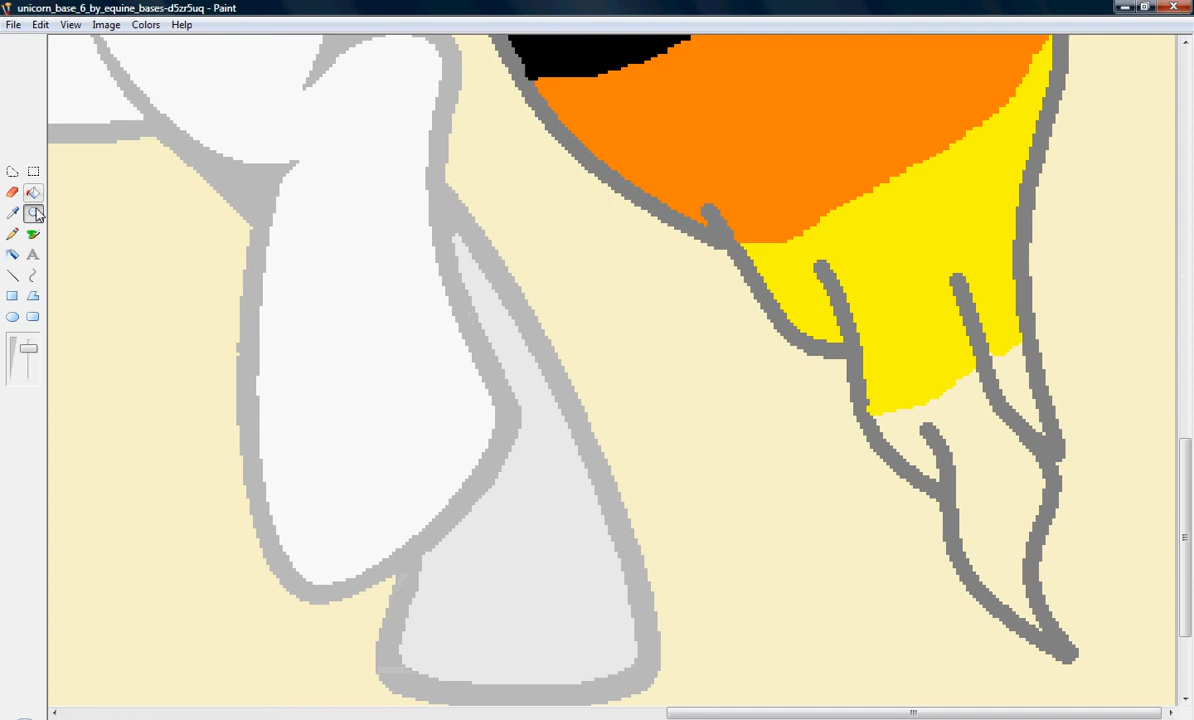 unicorn_base_6_by_equine_bases-d5zr5uq - Paint
File Edit View Image Colors Help
A